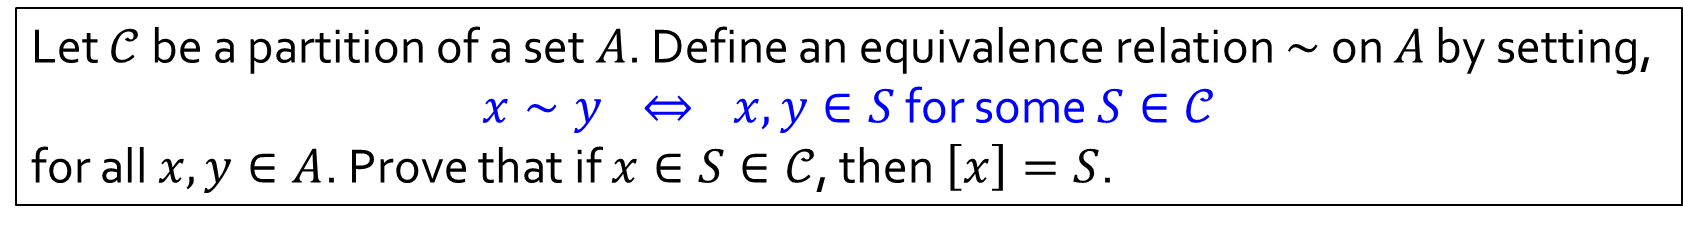 Let 𝒞 be a partition of a set A. Define an equivalence relation ~ on A by setting,
x ~ y ⇔ x, y ∈ S for some S ∈ 𝒞
for all x, y ∈ A. Prove that if x ∈ S ∈ 𝒞, then [x] = S.